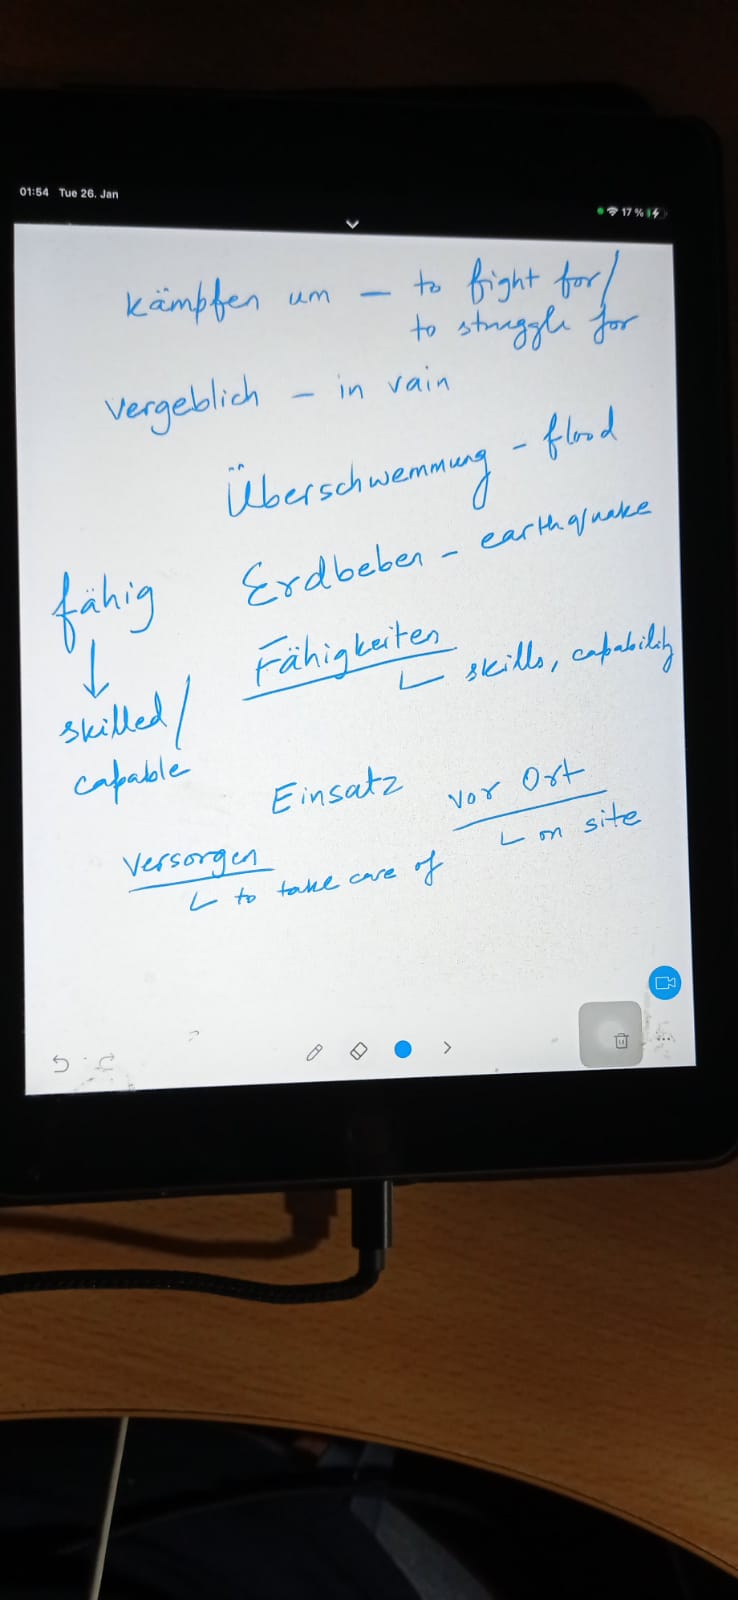 01:54 Tue 26. Jan
17 %
kämpfen um – to fight for/
to struggle for
vergeblich – in vain
Überschwemmung – flood
Erdbeben – earthquake
fähig
Fähigkeiten
skills, capability
skilled/
capable
Einsatz
vor Ort
on site
versorgen
to take care of